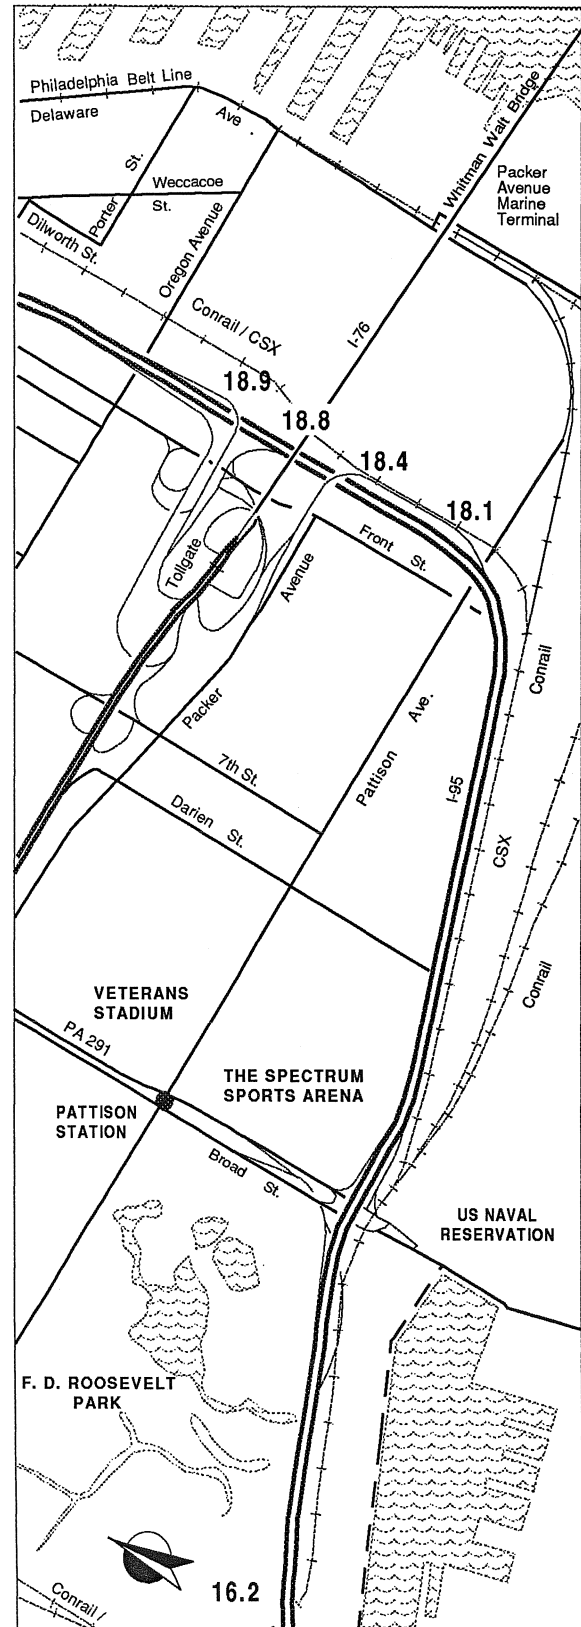 Philadelphia Belt Line
Delaware
Ave.
Whitman Walt Bridge
Packer
Avenue
Marine
Terminal
Porter St.
Weccacoe
St.
Dilworth St.
Oregon Avenue
Conrail / CSX
I-76
18.9
18.8
18.4
18.1
Front St.
Tollgate
Packer Avenue
Conrail
7th St.
Pattison Ave.
I-95
Darien St.
CSX
Conrail
VETERANS
STADIUM
PA 291
THE SPECTRUM
SPORTS ARENA
PATTISON
STATION
Broad St.
US NAVAL
RESERVATION
F. D. ROOSEVELT
PARK
16.2
Conrail /